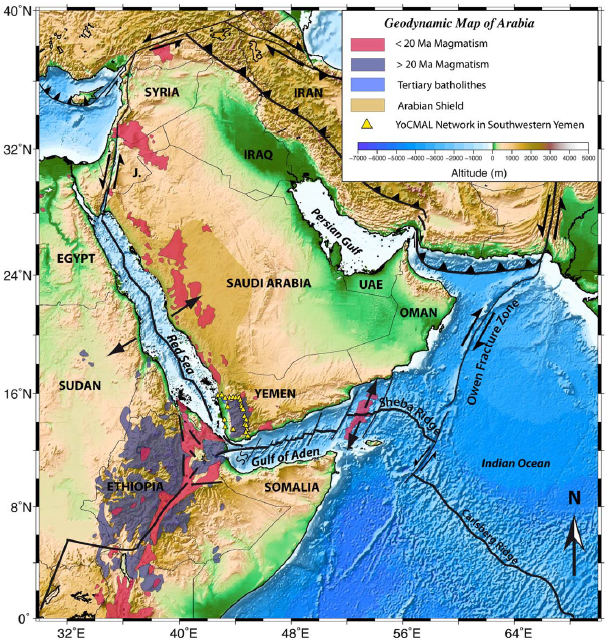 40°
32°
24°
16°
8°
0°
32°E
40°E
48°E
56°E
64°E
Geodynamic Map of Arabia
< 20 Ma Magmatism
> 20 Ma Magmatism
Tertiary batholithes
Arabian Shield
YoCMAL Network in Southwestern Yemen
-7000 -6000 -5000 -4000 -3000 -2000 -1000 0 1000 2000 3000 4000 5000
Altitude (m)
SYRIA
IRAN
IRAQ
J.
Persian Gulf
EGYPT
SAUDI ARABIA
UAE
OMAN
Red Sea
Owen Fracture Zone
SUDAN
YEMEN
Sheba Ridge
Gulf of Aden
Indian Ocean
ETHIOPIA
SOMALIA
N
Carlsberg Ridge